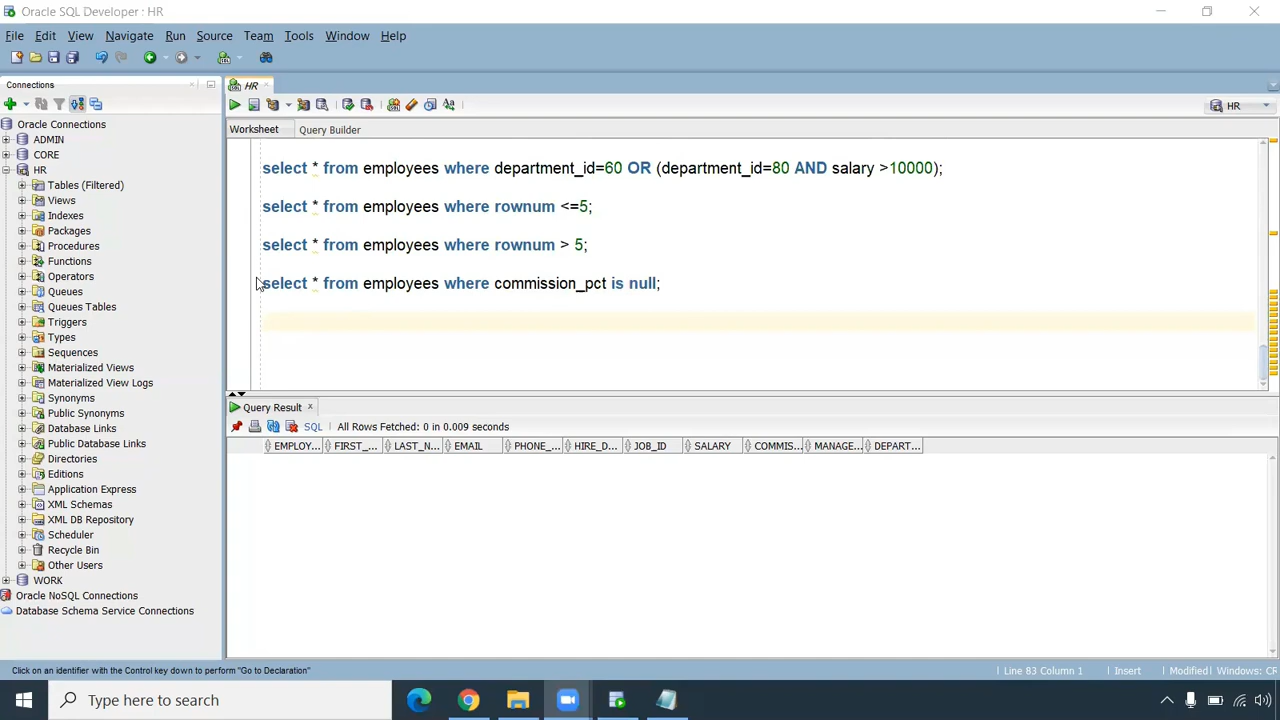 Oracle SQL Developer : HR
File Edit View Navigate Run Source Team Tools Window Help
Connections
HR
HR
Worksheet
Query Builder
Oracle Connections
ADMIN
CORE
HR
Tables (Filtered)
Views
Indexes
Packages
Procedures
Functions
Operators
Queues
Queues Tables
Triggers
Types
Sequences
Materialized Views
Materialized View Logs
Synonyms
Public Synonyms
Database Links
Public Database Links
Directories
Editions
Application Express
XML Schemas
XML DB Repository
Scheduler
Recycle Bin
Other Users
WORK
Oracle NoSQL Connections
Database Schema Service Connections
select * from employees where department_id=60 OR (department_id=80 AND salary >10000);
select * from employees where rownum <=5;
select * from employees where rownum > 5;
select * from employees where commission_pct is null;
Query Result
SQL | All Rows Fetched: 0 in 0.009 seconds
EMPLOY... FIRST_... LAST_N... EMAIL PHONE_... HIRE_D... JOB_ID SALARY COMMIS... MANAGE... DEPART...
Click on an identifier with the Control key down to perform "Go to Declaration"
Line 83 Column 1 | Insert | Modified | Windows: CR
Type here to search